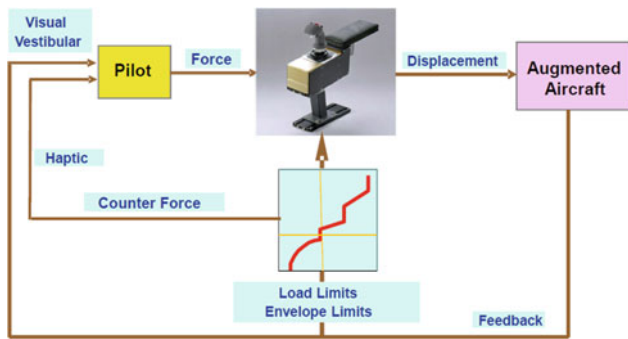 Visual
Vestibular
Pilot
Force
Displacement
Augmented
Aircraft
Haptic
Counter Force
Load Limits
Envelope Limits
Feedback